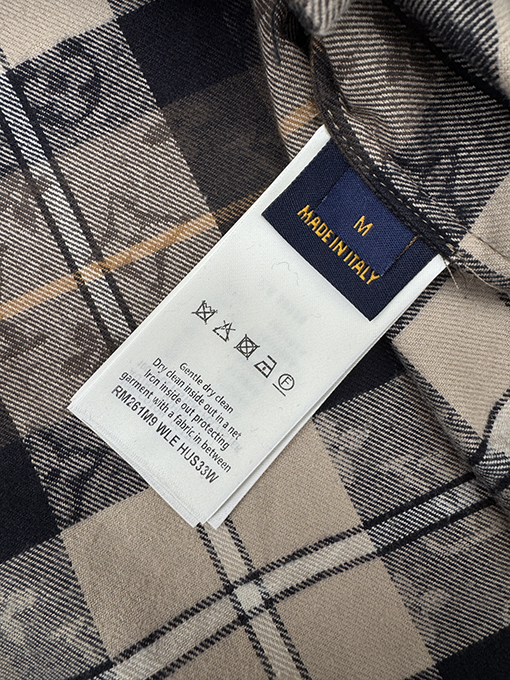 M
MADE IN ITALY
Gentle dry clean
Dry clean inside out in a net
Iron inside out protecting
garment with a fabric in between
RM261M9 WLE HUS33W
F